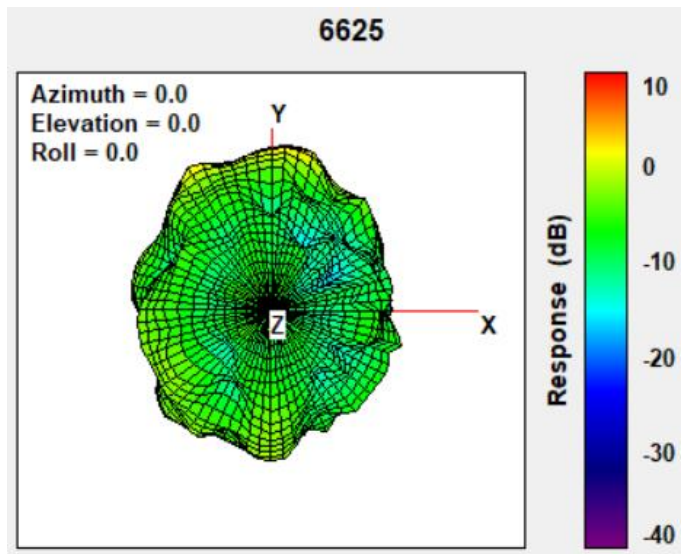 6625
Azimuth = 0.0
Elevation = 0.0
Roll = 0.0
Y
Z
X
Response (dB)
10
0
-10
-20
-30
-40